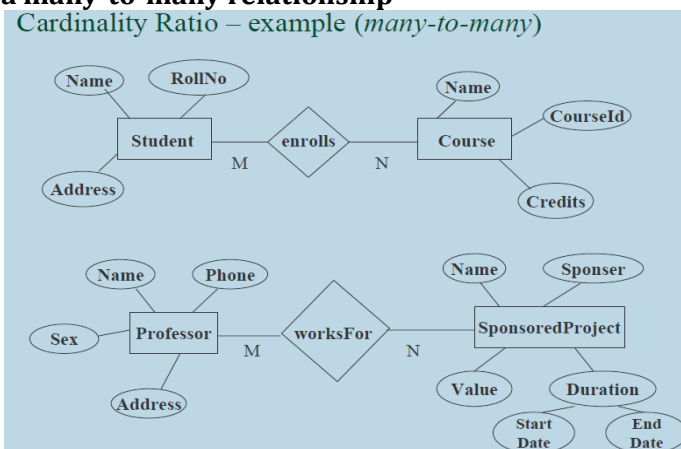 a many-to-many relationship
Cardinality Ratio – example (many-to-many)
Name
RollNo
Name
CourseId
Student
enrolls
Course
M
N
Address
Credits
Name
Phone
Name
Sponser
Sex
Professor
worksFor
SponsoredProject
M
N
Address
Value
Duration
Start
Date
End
Date